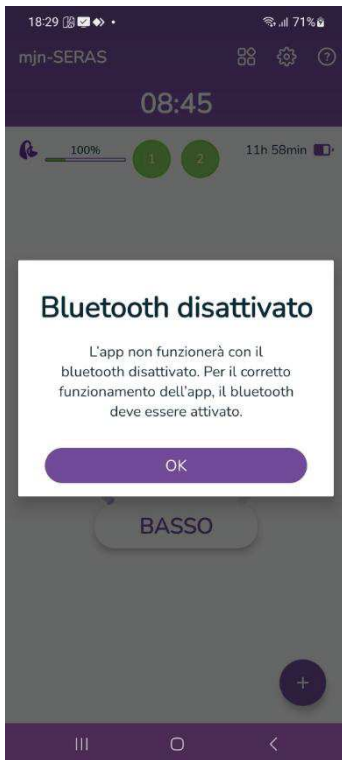 18:29
71%
mjn-SERAS
08:45
100%
1
2
11h 58min
Bluetooth disattivato
L'app non funzionerà con il
bluetooth disattivato. Per il corretto
funzionamento dell'app, il bluetooth
deve essere attivato.
OK
BASSO
+